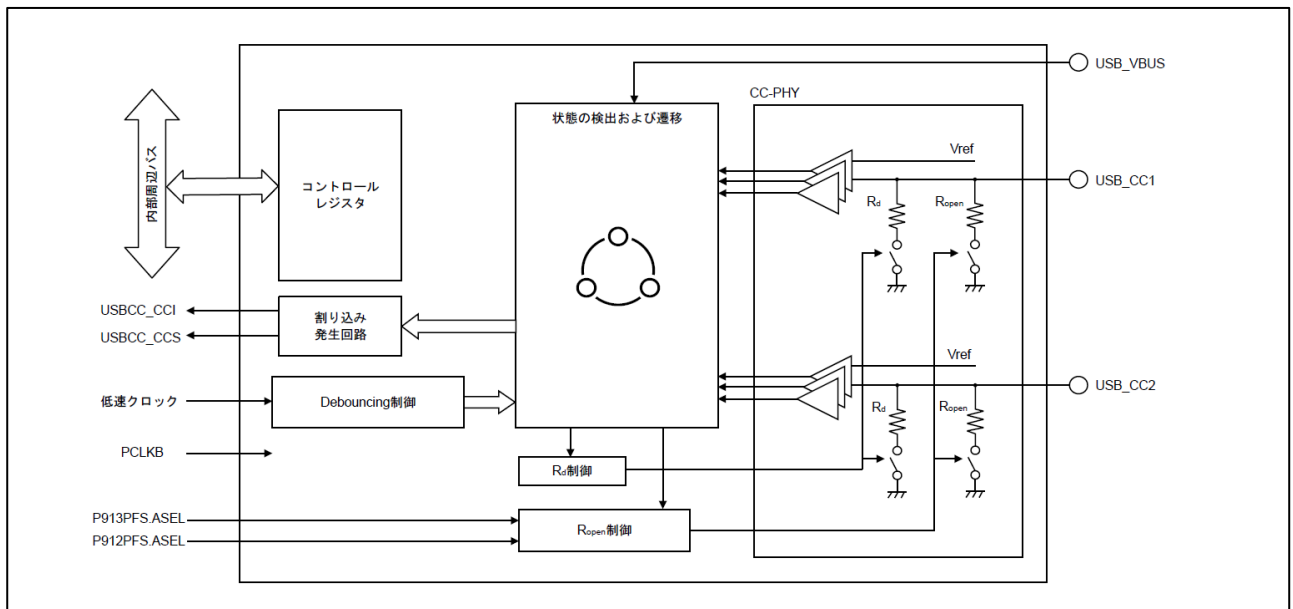 USB_VBUS
CC-PHY
状態の検出および遷移
内部周辺バス
コントロール
レジスタ
Vref
USB_CC1
Rd
Ropen
USBCC_CCI
USBCC_CCS
割り込み
発生回路
Vref
USB_CC2
低速クロック
Debouncing制御
Rd
Ropen
PCLKB
Rd制御
P913PFS.ASEL
P912PFS.ASEL
Ropen制御